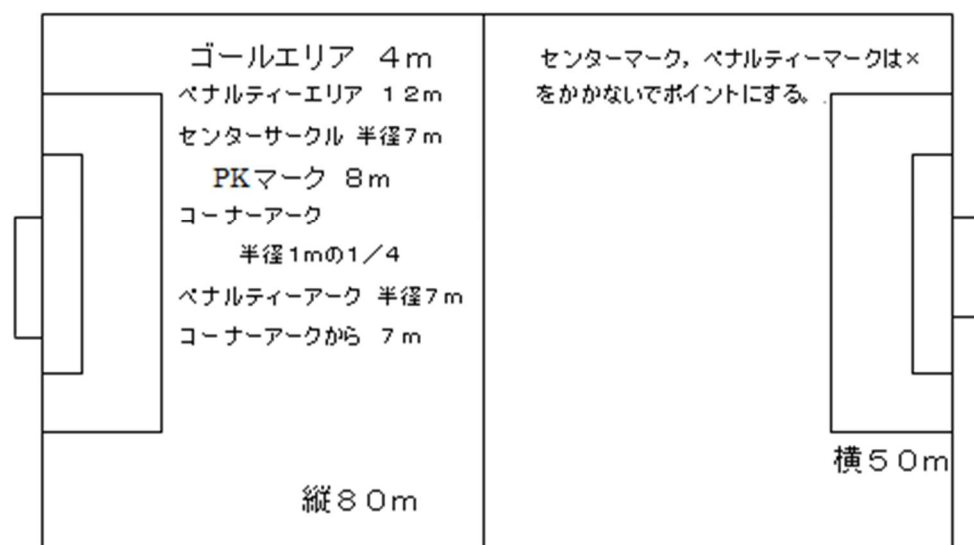 ゴールエリア 4m
ペナルティーエリア 12m
センターサークル 半径7m
PKマーク 8m
コーナーアーク
半径1mの1/4
ペナルティーアーク 半径7m
コーナーアークから 7m
縦80m
センターマーク，ペナルティーマークは×
をかかないでポイントにする。
横50m